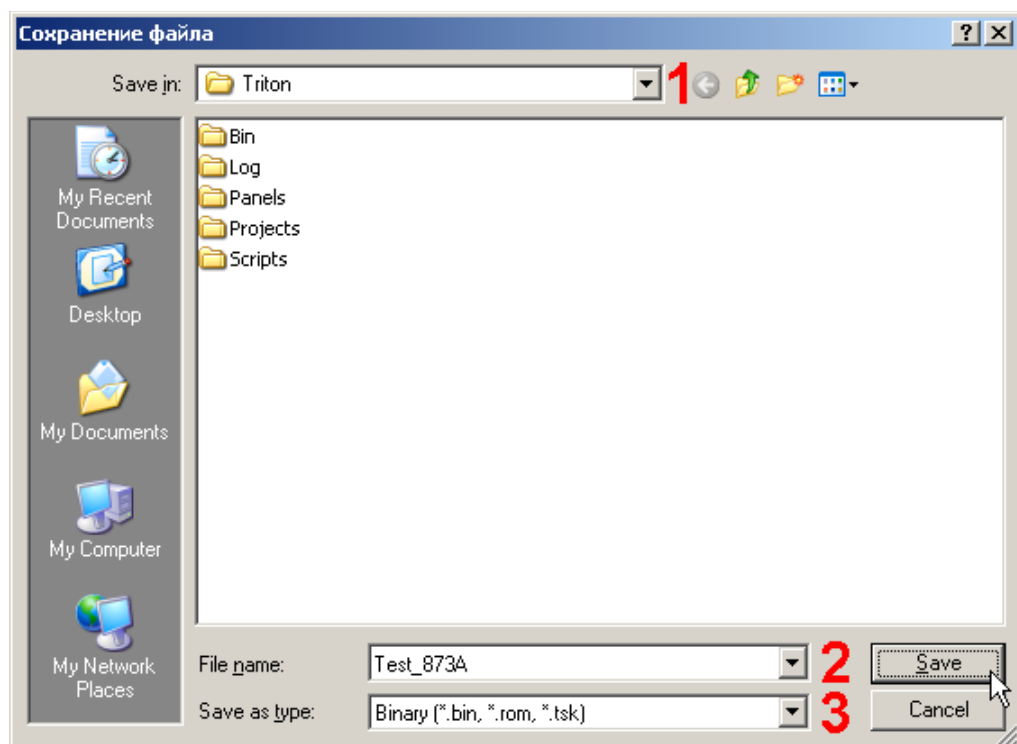 Сохранение файла
Save in:
Triton
1
Bin
Log
Panels
Projects
Scripts
My Recent
Documents
Desktop
My Documents
My Computer
My Network
Places
File name:
Test_873A
2
Save
Save as type:
Binary (*.bin, *.rom, *.tsk)
3
Cancel